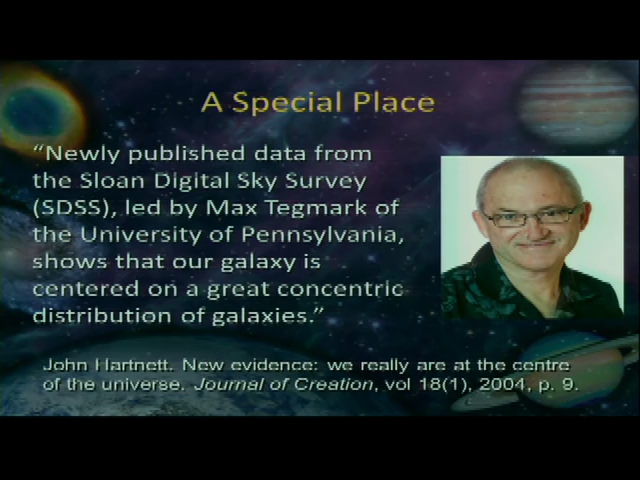 A Special Place
“Newly published data from
the Sloan Digital Sky Survey
(SDSS), led by Max Tegmark of
the University of Pennsylvania,
shows that our galaxy is
centered on a great concentric
distribution of galaxies.”
John Hartnett. New evidence: we really are at the centre
of the universe. Journal of Creation, vol 18(1), 2004, p. 9.